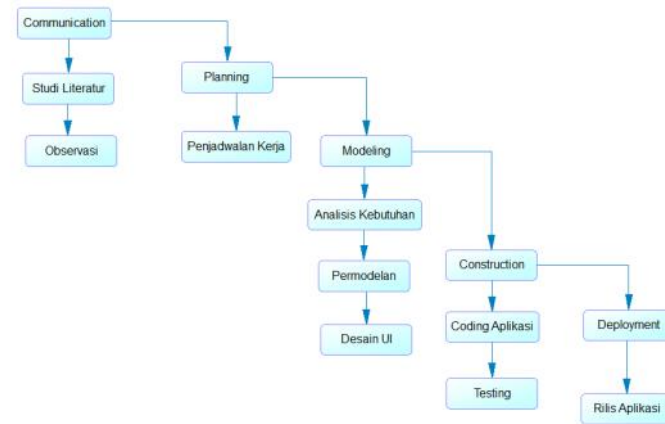 Communication
Studi Literatur
Observasi
Planning
Penjadwalan Kerja
Modeling
Analisis Kebutuhan
Permodelan
Desain UI
Construction
Coding Aplikasi
Testing
Deployment
Rilis Aplikasi